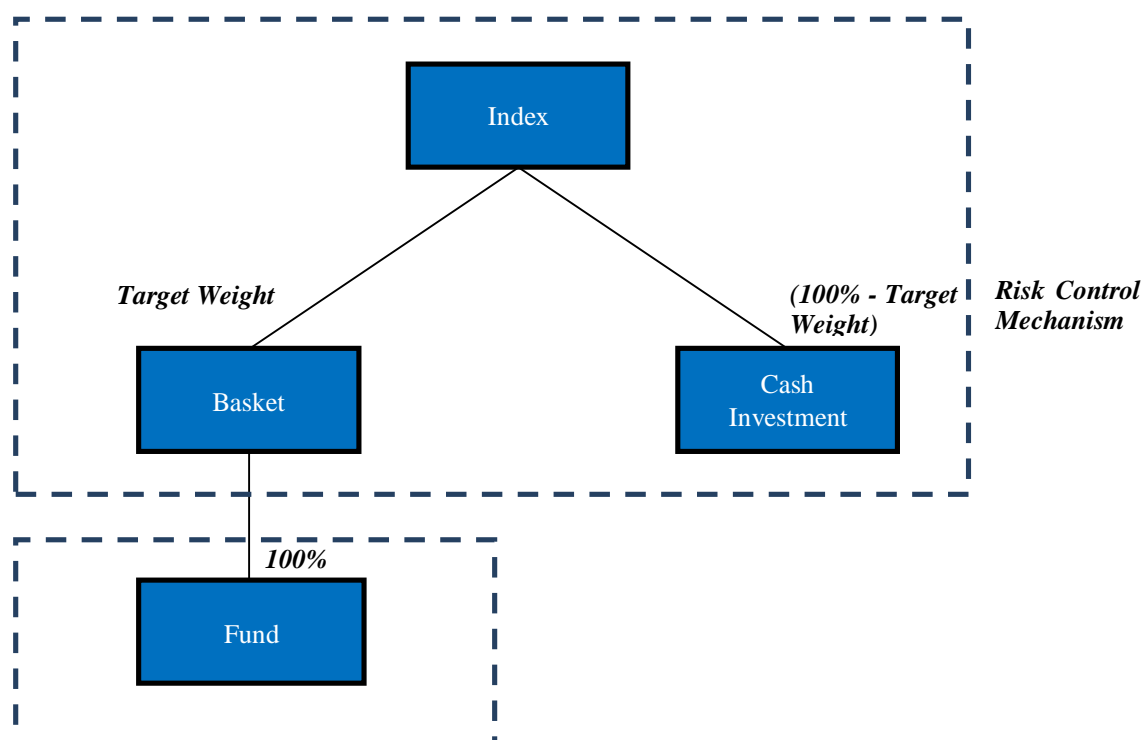 Index
Target Weight
(100% - Target
Weight)
Risk Control
Mechanism
Basket
Cash
Investment
100%
Fund